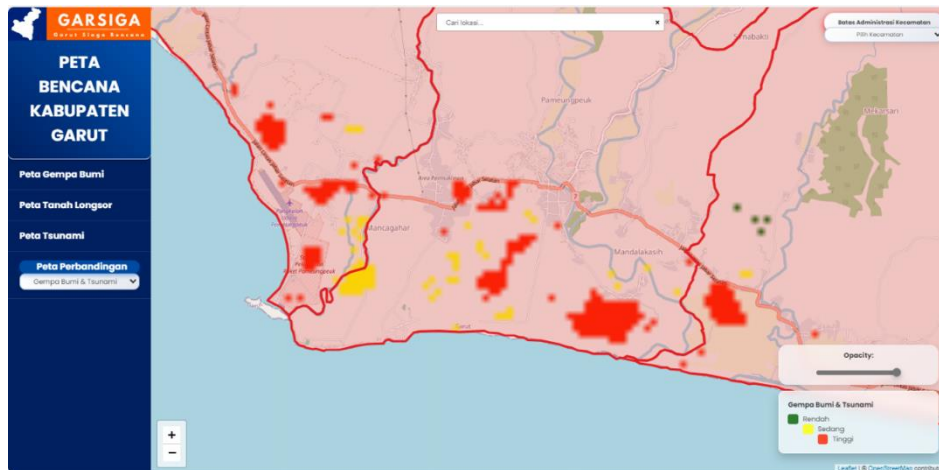 GARSIGA
Garut Siaga Bencana
PETA
BENCANA
KABUPATEN
GARUT
Peta Gempa Bumi
Peta Tanah Longsor
Peta Tsunami
Peta Perbandingan
Gempa Bumi & Tsunami
Cari lokasi...
×
Batas Administrasi Kecamatan
Pilih Kecamatan
Pameungpeuk
Mekarsari
Mancagahar
Mandalakasih
Garut
Opacity:
Gempa Bumi & Tsunami
Rendah
Sedang
Tinggi
+
−
Leaflet | © OpenStreetMap